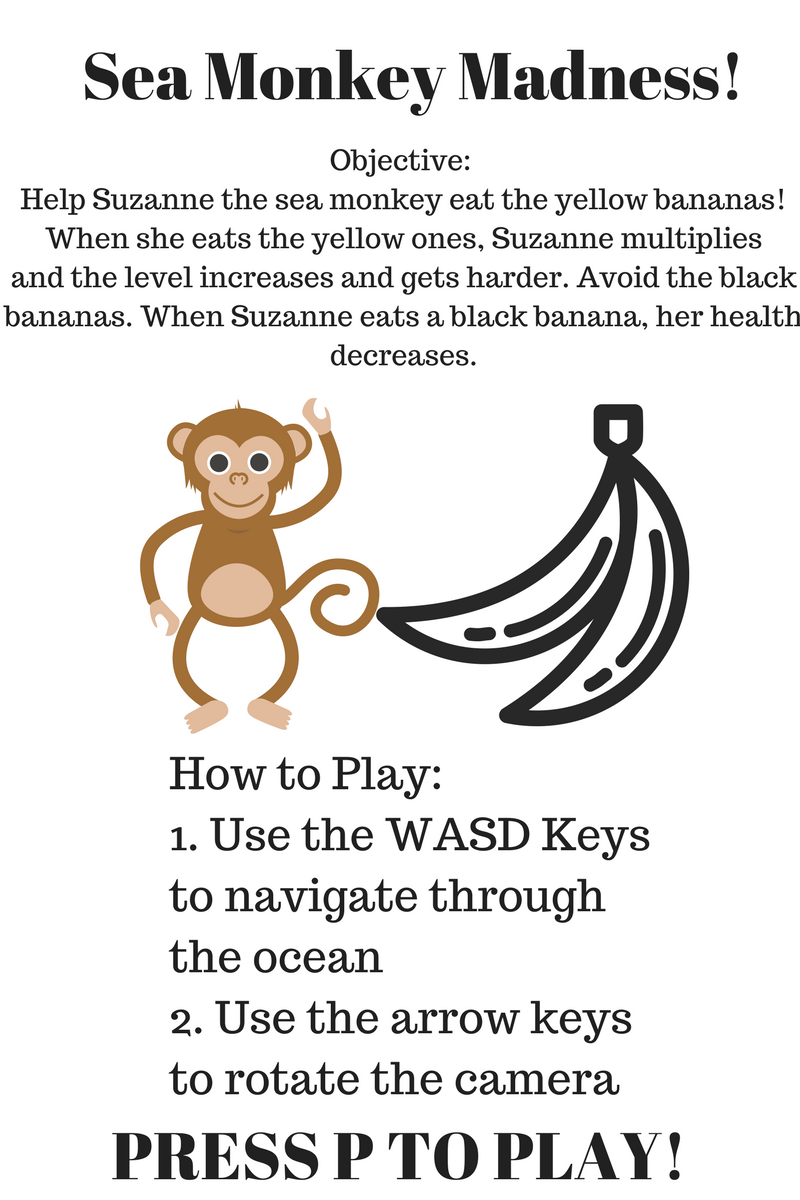 Sea Monkey Madness!
Objective:
Help Suzanne the sea monkey eat the yellow bananas!
When she eats the yellow ones, Suzanne multiplies
and the level increases and gets harder. Avoid the black
bananas. When Suzanne eats a black banana, her health
decreases.
How to Play:
1. Use the WASD Keys
to navigate through
the ocean
2. Use the arrow keys
to rotate the camera
PRESS P TO PLAY!